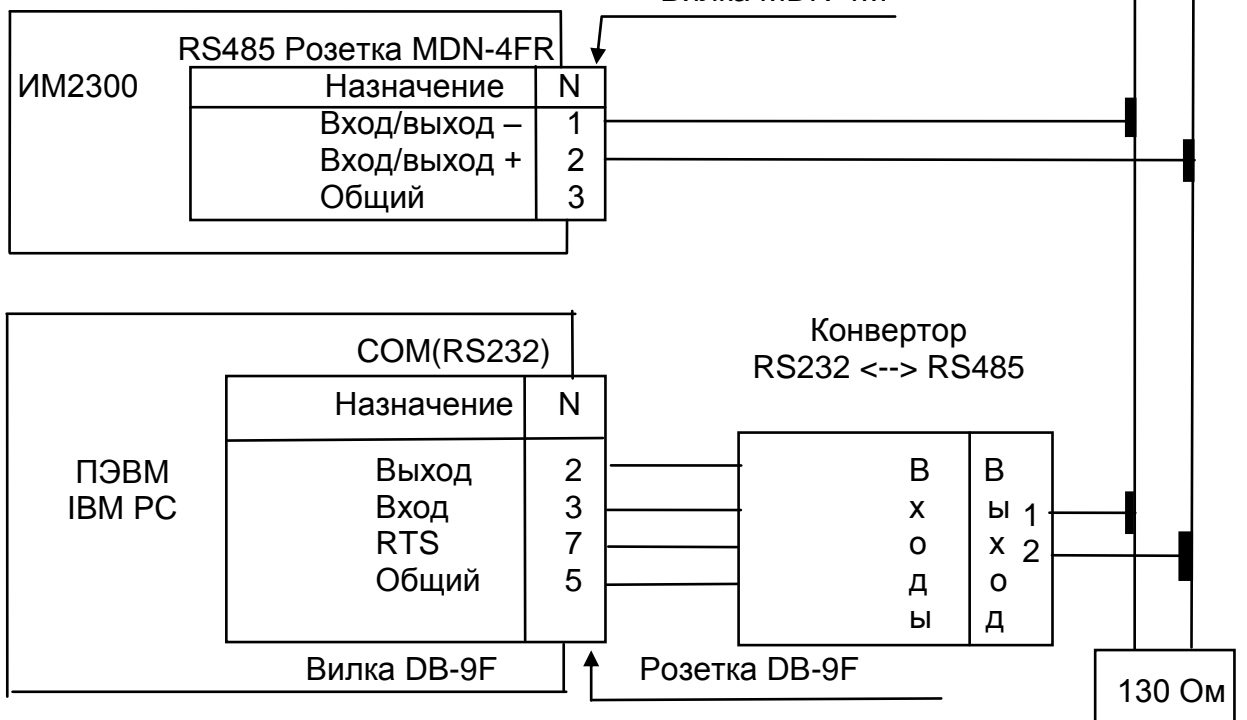 RS485 Розетка MDN-4FR
ИМ2300
Назначение N
Вход/выход – 1
Вход/выход + 2
Общий 3
Конвертор
RS232 <--> RS485
COM(RS232)
Назначение N
ПЭВМ
IBM PC
Выход 2
Вход 3
RTS 7
Общий 5
Входы
Выход
1
2
Вилка DB-9F
Розетка DB-9F
130 Ом